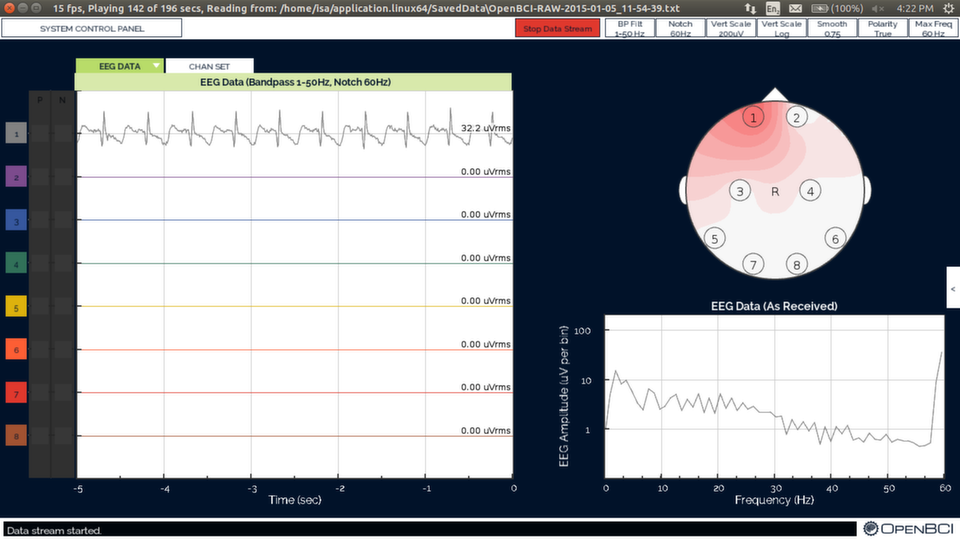 15 fps, Playing 142 of 196 secs, Reading from: /home/isa/application.linux64/SavedData\OpenBCI-RAW-2015-01-05_11-54-39.txt
En2 (100%) 4:22 PM
SYSTEM CONTROL PANEL
Stop Data Stream
BP Filt
1-50 Hz
Notch
60Hz
Vert Scale
200uV
Vert Scale
Log
Smooth
0.75
Polarity
True
Max Freq
60 Hz
EEG DATA
CHAN SET
EEG Data (Bandpass 1-50Hz, Notch 60Hz)
P N
1 32.2 uVrms
2 0.00 uVrms
3 0.00 uVrms
4 0.00 uVrms
5 0.00 uVrms
6 0.00 uVrms
7 0.00 uVrms
8 0.00 uVrms
-5 -4 -3 -2 -1 0
Time (sec)
1 2
3 R 4
5 6
7 8
<
EEG Data (As Received)
EEG Amplitude (uV per bin)
100
10
1
0 10 20 30 40 50 60
Frequency (Hz)
Data stream started.
OPENBCI